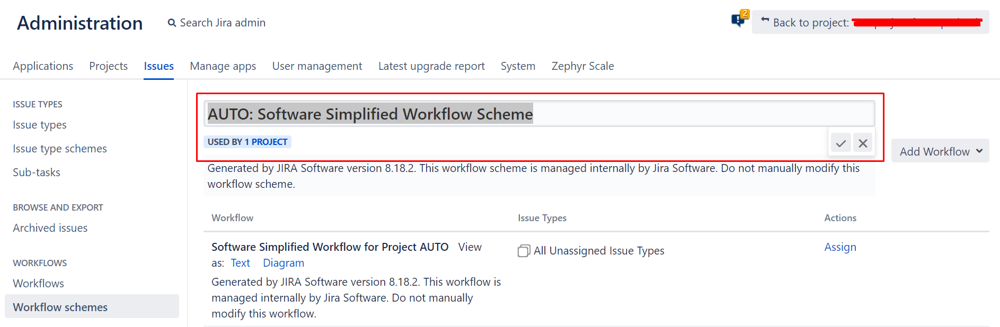 Administration
Search Jira admin
2
Back to project:
Applications Projects Issues Manage apps User management Latest upgrade report System Zephyr Scale
ISSUE TYPES
Issue types
Issue type schemes
Sub-tasks
BROWSE AND EXPORT
Archived issues
WORKFLOWS
Workflows
Workflow schemes
AUTO: Software Simplified Workflow Scheme
USED BY 1 PROJECT
Add Workflow
Generated by JIRA Software version 8.18.2. This workflow scheme is managed internally by Jira Software. Do not manually modify this
workflow scheme.
Workflow Issue Types Actions
Software Simplified Workflow for Project AUTO View
as: Text Diagram
All Unassigned Issue Types
Assign
Generated by JIRA Software version 8.18.2. This workflow is
managed internally by Jira Software. Do not manually
modify this workflow.